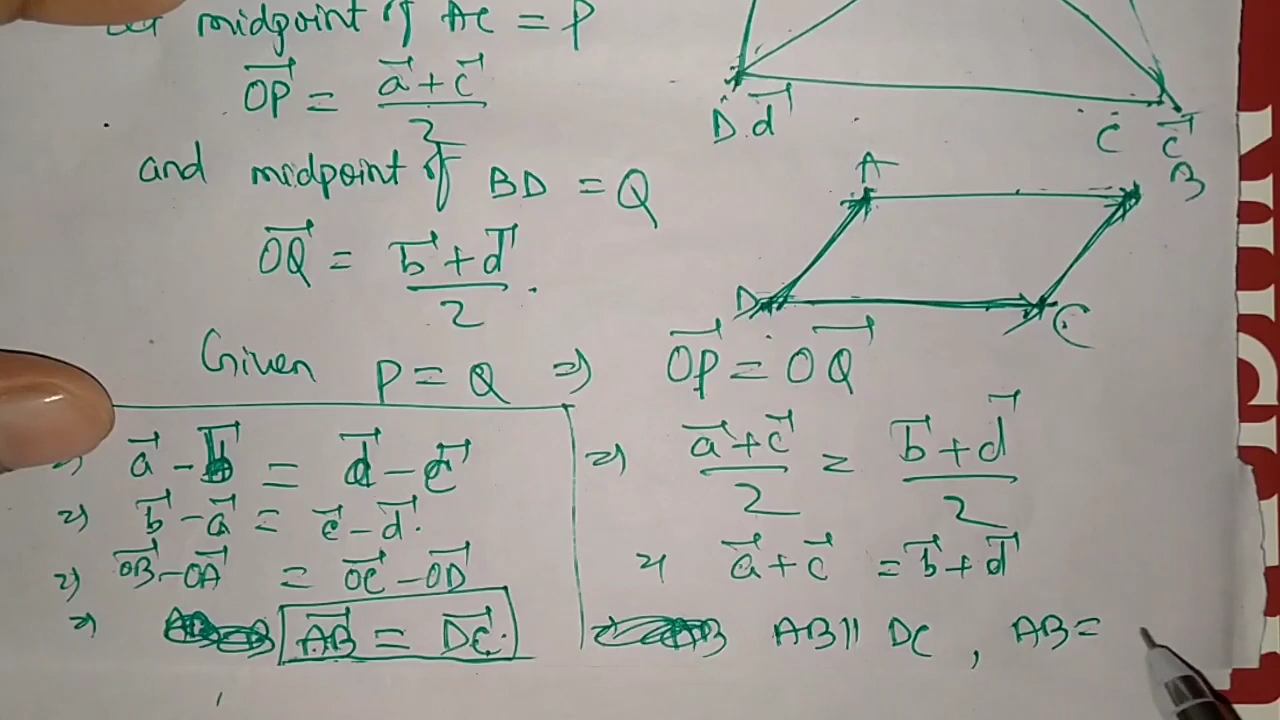 midpoint of AC = P
OP⃗ = (a⃗ + c⃗)/2
and midpoint of BD = Q
OQ⃗ = (b⃗ + d⃗)/2.
Given P = Q ⇒ OP⃗ = OQ⃗
⇒ (a⃗ + c⃗)/2 = (b⃗ + d⃗)/2
⇒ a⃗ + c⃗ = b⃗ + d⃗
⇒ a⃗ - b⃗ = d⃗ - c⃗
⇒ b⃗ - a⃗ = c⃗ - d⃗.
⇒ OB⃗ - OA⃗ = OC⃗ - OD⃗
⇒ AB⃗ = DC⃗.
AB || DC, AB =
D. d⃗
C c⃗
A
B
D
C